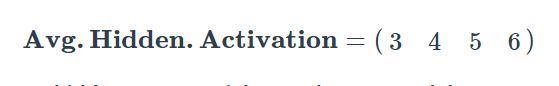 Avg. Hidden. Activation = ( 3 4 5 6 )